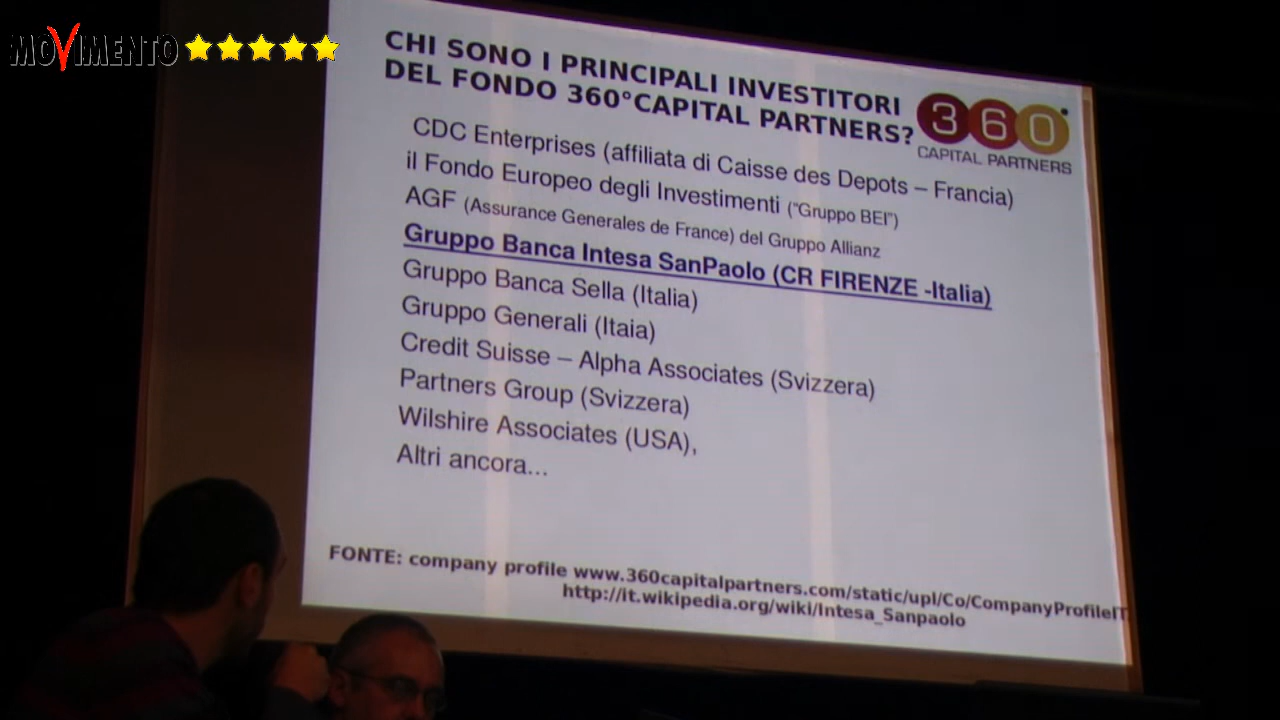 MOVIMENTO
CHI SONO I PRINCIPALI INVESTITORI
DEL FONDO 360°CAPITAL PARTNERS?
360°
CAPITAL PARTNERS
CDC Enterprises (affiliata di Caisse des Depots – Francia)
il Fondo Europeo degli Investimenti ("Gruppo BEI")
AGF (Assurance Generales de France) del Gruppo Allianz
Gruppo Banca Intesa SanPaolo (CR FIRENZE -Italia)
Gruppo Banca Sella (Italia)
Gruppo Generali (Itaia)
Credit Suisse – Alpha Associates (Svizzera)
Partners Group (Svizzera)
Wilshire Associates (USA),
Altri ancora...
FONTE: company profile www.360capitalpartners.com/static/upl/Co/CompanyProfileIT
http://it.wikipedia.org/wiki/Intesa_Sanpaolo